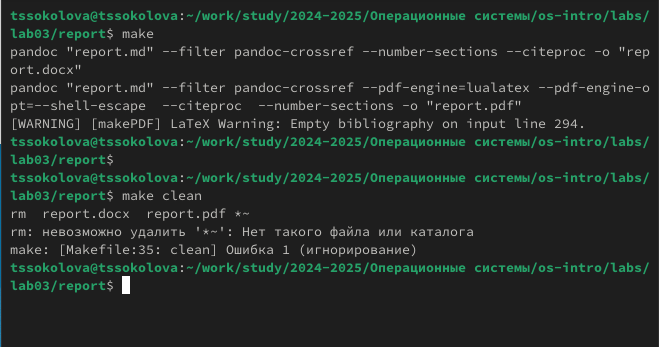 tssokolova@tssokolova:~/work/study/2024-2025/Операционные системы/os-intro/labs/
lab03/report$ make
pandoc "report.md" --filter pandoc-crossref --number-sections --citeproc -o "rep
ort.docx"
pandoc "report.md" --filter pandoc-crossref --pdf-engine=lualatex --pdf-engine-o
pt=--shell-escape  --citeproc  --number-sections -o "report.pdf"
[WARNING] [makePDF] LaTeX Warning: Empty bibliography on input line 294.
tssokolova@tssokolova:~/work/study/2024-2025/Операционные системы/os-intro/labs/
lab03/report$
tssokolova@tssokolova:~/work/study/2024-2025/Операционные системы/os-intro/labs/
lab03/report$ make clean
rm  report.docx  report.pdf *~
rm: невозможно удалить '*~': Нет такого файла или каталога
make: [Makefile:35: clean] Ошибка 1 (игнорирование)
tssokolova@tssokolova:~/work/study/2024-2025/Операционные системы/os-intro/labs/
lab03/report$